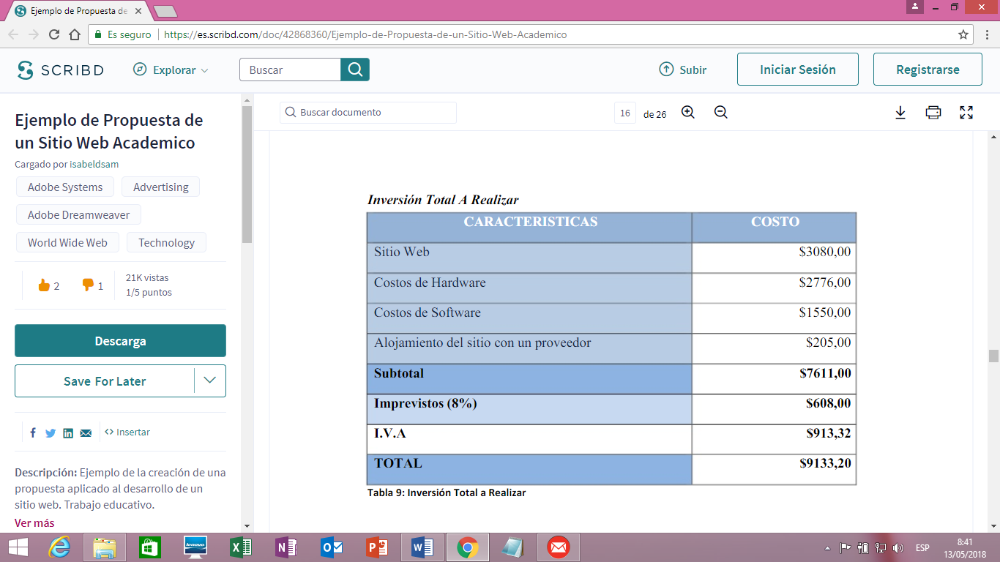 Ejemplo de Propuesta de
Es seguro
https://es.scribd.com/doc/42868360/Ejemplo-de-Propuesta-de-un-Sitio-Web-Academico
SCRIBD
Explorar
Buscar
Subir
Iniciar Sesión
Registrarse
Ejemplo de Propuesta de
un Sitio Web Academico
Cargado por isabeldsam
Adobe Systems
Advertising
Adobe Dreamweaver
World Wide Web
Technology
2
1
21K vistas
1/5 puntos
Descarga
Save For Later
<> Insertar
Descripción: Ejemplo de la creación de una
propuesta aplicado al desarrollo de un
sitio web. Trabajo educativo.
Ver más
Buscar documento
16 de 26
Inversión Total A Realizar
CARACTERISTICAS COSTO
Sitio Web $3080,00
Costos de Hardware $2776,00
Costos de Software $1550,00
Alojamiento del sitio con un proveedor $205,00
Subtotal $7611,00
Imprevistos (8%) $608,00
I.V.A $913,32
TOTAL $9133,20
Tabla 9: Inversión Total a Realizar
lenovo
ESP
8:41
13/05/2018